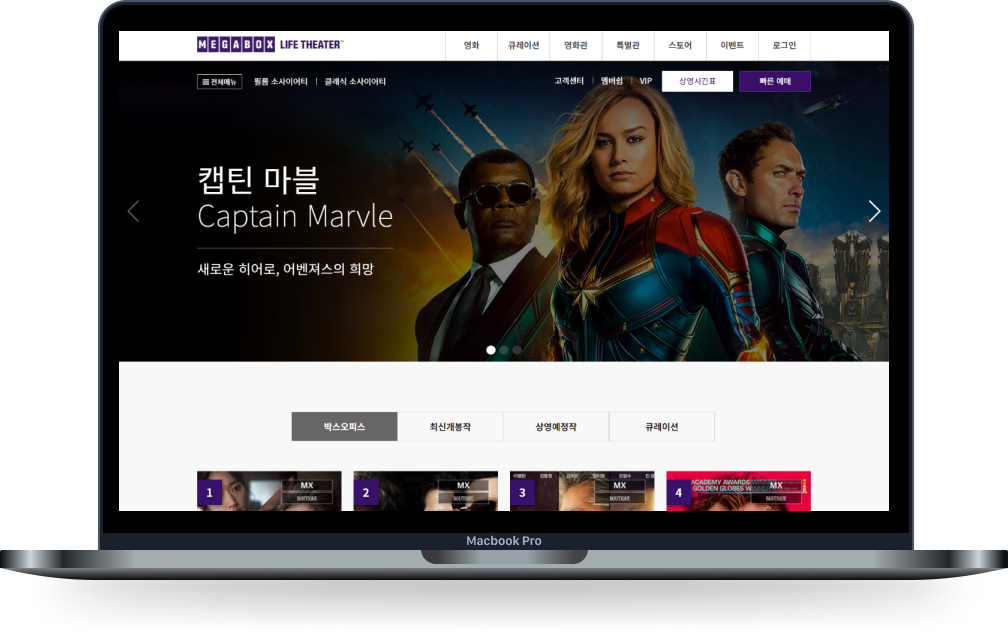 MEGABOX LIFE THEATER™
영화 큐레이션 영화관 특별관 스토어 이벤트 로그인
전체메뉴 필름 소사이어티 | 클래식 소사이어티
고객센터 | 멤버쉽 | VIP 상영시간표 빠른 예매
캡틴 마블
Captain Marvle
새로운 히어로, 어벤져스의 희망
박스오피스 최신개봉작 상영예정작 큐레이션
1 MX BOUTIQUE
2 MX BOUTIQUE
3 MX BOUTIQUE
4 ACADEMY AWARDS MX
GOLDEN GLOBES BOUTIQUE
Macbook Pro